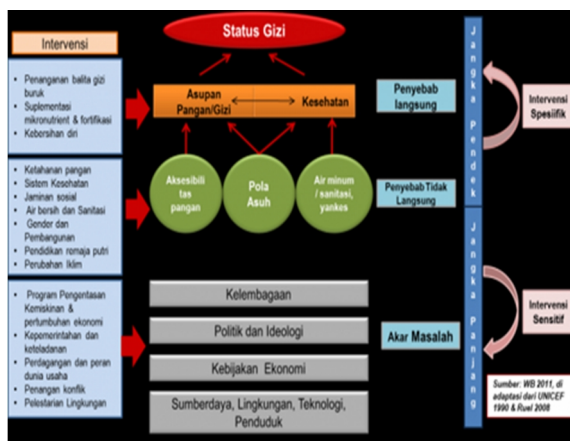 Intervensi
• Penanganan balita gizi
buruk
• Suplementasi
mikronutrient & fortifikasi
• Kebersihan diri
• Ketahanan pangan
• Sistem Kesehatan
• Jaminan sosial
• Air bersih dan Sanitasi
• Gender dan
Pembangunan
• Pendidikan remaja putri
• Perubahan Iklim
• Program Pengentasan
Kemiskinan &
pertumbuhan ekonomi
• Kepemerintahan dan
keteladanan
• Perdagangan dan peran
dunia usaha
• Penangan konflik
• Pelestarian Lingkungan
Status Gizi
Asupan
Pangan/Gizi
Kesehatan
Aksesibili
tas
pangan
Pola
Asuh
Air minum
/ sanitasi,
yankes
Kelembagaan
Politik dan Ideologi
Kebijakan Ekonomi
Sumberdaya, Lingkungan, Teknologi,
Penduduk
Penyebab
langsung
Penyebab Tidak
Langsung
Akar Masalah
Jangka Pendek
Jangka Panjang
Intervensi
Spesiifik
Intervensi
Sensitif
Sumber: WB 2011, di
adaptasi dari UNICEF
1990 & Ruel 2008